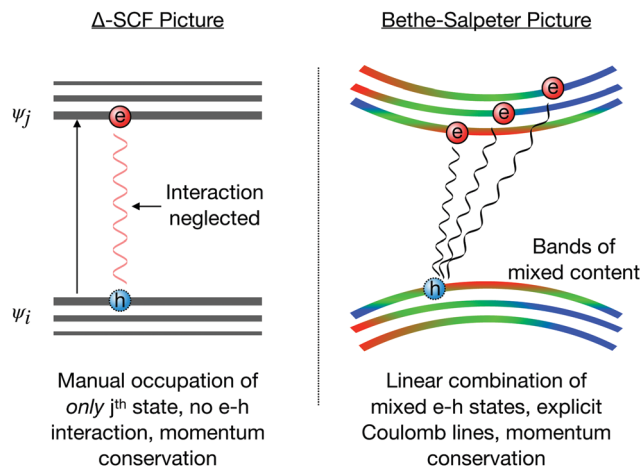 Δ-SCF Picture
ψj
e
Interaction
neglected
h
ψi
Manual occupation of
only jth state, no e-h
interaction, momentum
conservation
Bethe-Salpeter Picture
e
e
e
Bands of
mixed content
h
Linear combination of
mixed e-h states, explicit
Coulomb lines, momentum
conservation